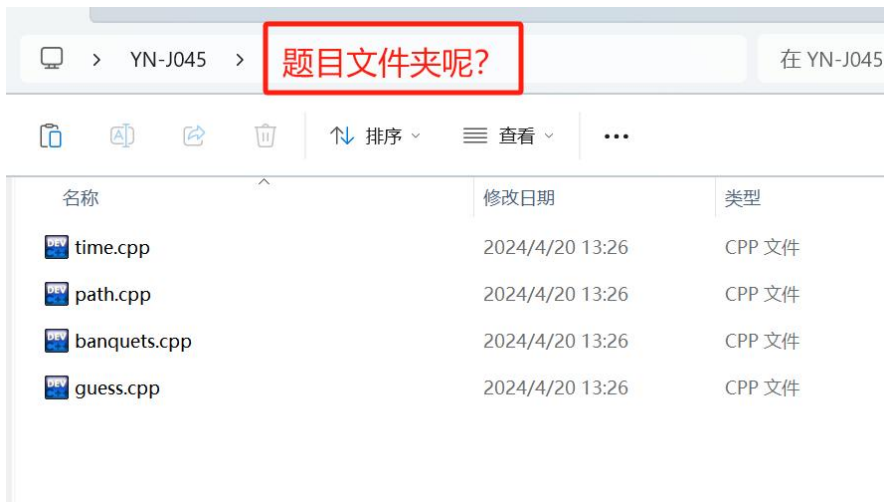 YN-J045 > 题目文件夹呢? 在 YN-J045
排序 查看
名称 修改日期 类型
time.cpp 2024/4/20 13:26 CPP 文件
path.cpp 2024/4/20 13:26 CPP 文件
banquets.cpp 2024/4/20 13:26 CPP 文件
guess.cpp 2024/4/20 13:26 CPP 文件